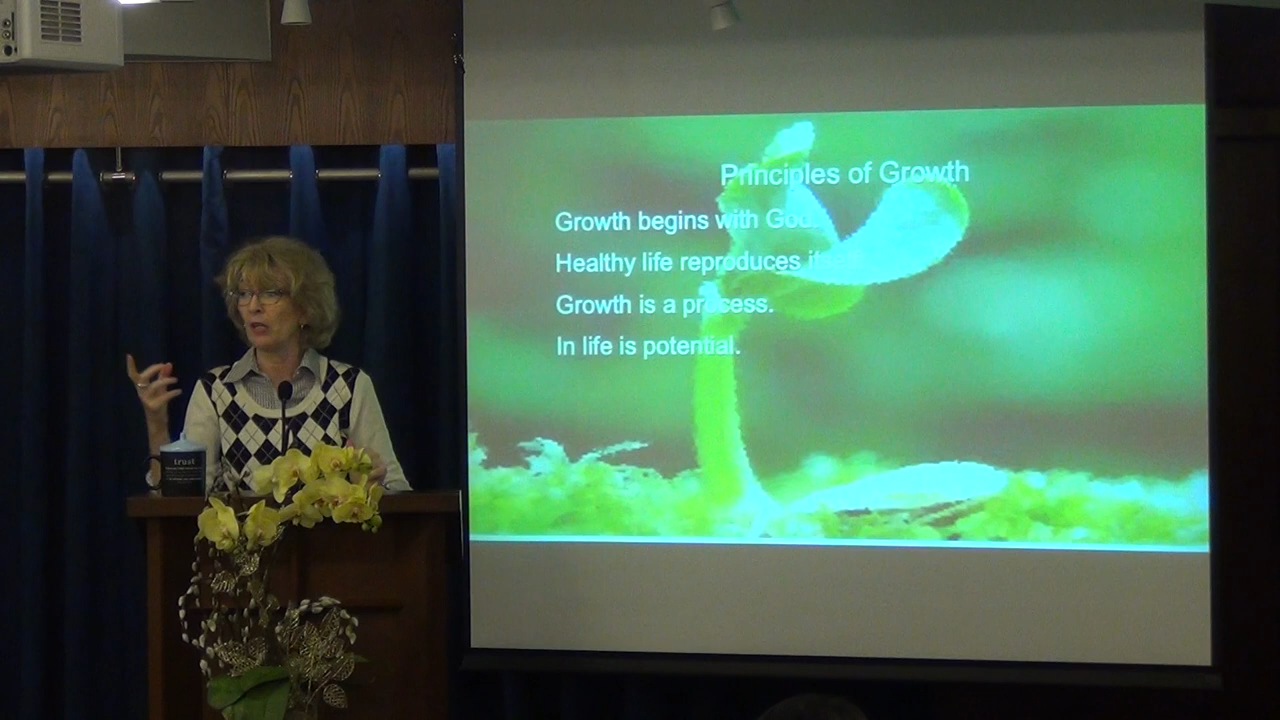 Principles of Growth
Growth begins with God.
Healthy life reproduces itself.
Growth is a process.
In life is potential.
trust